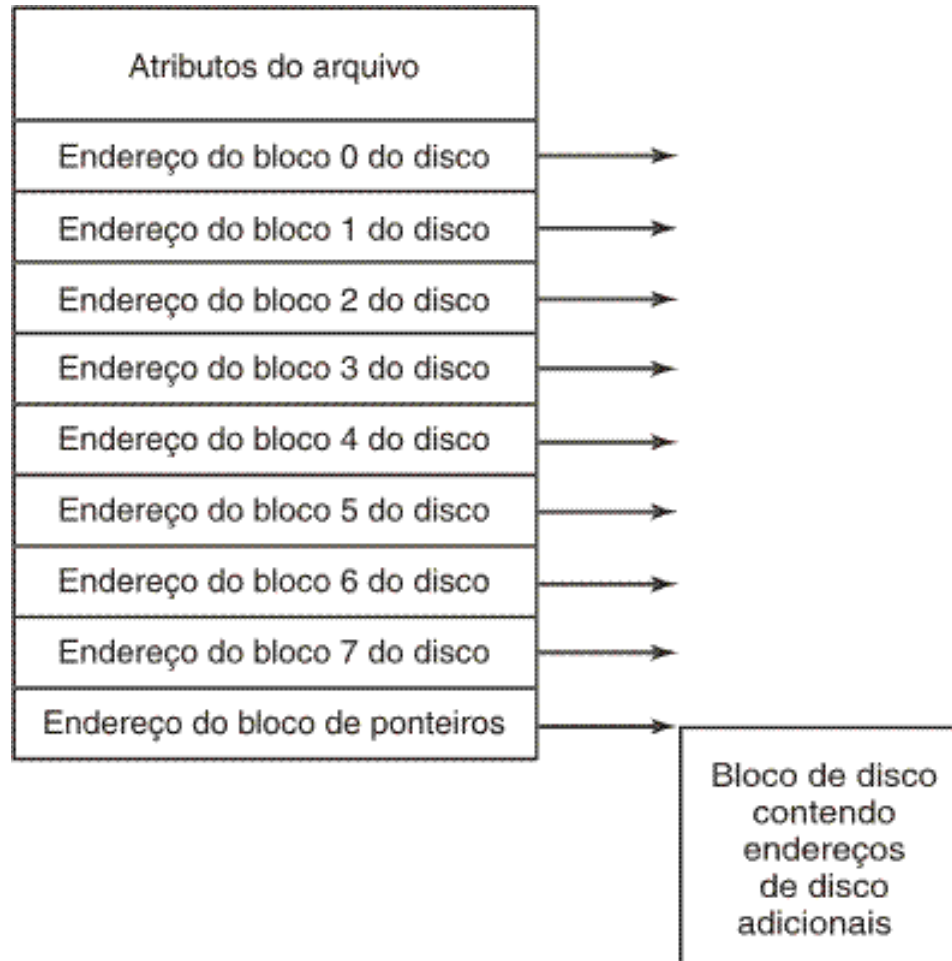 Atributos do arquivo
Endereço do bloco 0 do disco
Endereço do bloco 1 do disco
Endereço do bloco 2 do disco
Endereço do bloco 3 do disco
Endereço do bloco 4 do disco
Endereço do bloco 5 do disco
Endereço do bloco 6 do disco
Endereço do bloco 7 do disco
Endereço do bloco de ponteiros
Bloco de disco
contendo
endereços
de disco
adicionais